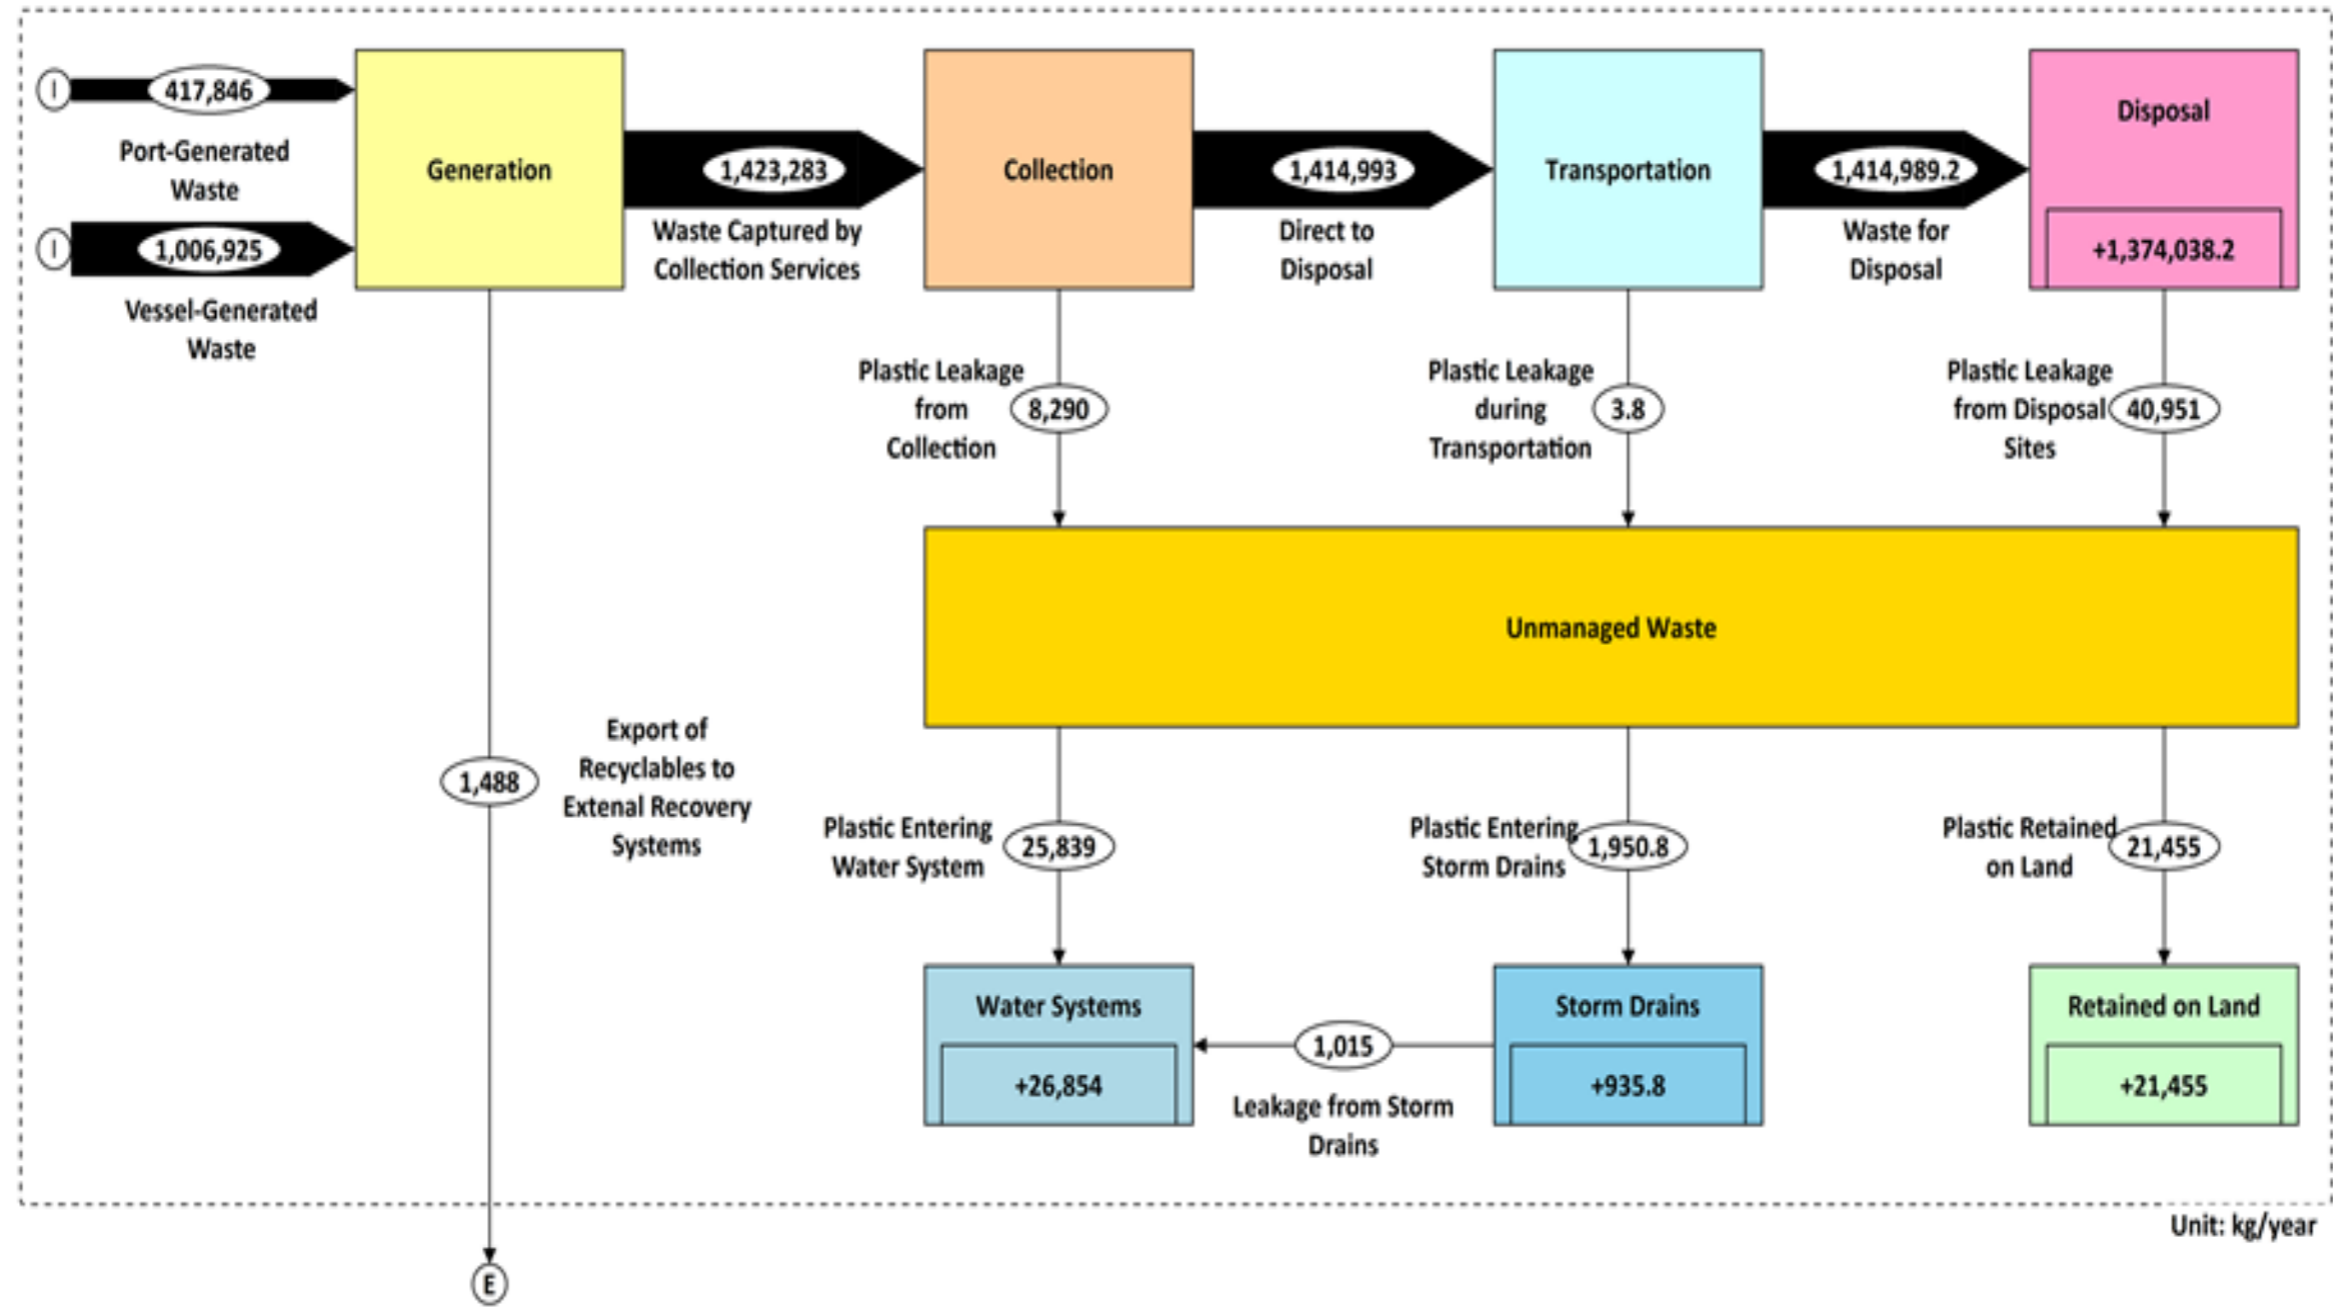 I
417,846
Port-Generated
Waste
I
1,006,925
Vessel-Generated
Waste
Generation
1,423,283
Waste Captured by
Collection Services
Collection
1,414,993
Direct to
Disposal
Transportation
1,414,989.2
Waste for
Disposal
Disposal
+1,374,038.2
Plastic Leakage
from
Collection
8,290
Plastic Leakage
during
Transportation
3.8
Plastic Leakage
from Disposal
Sites
40,951
Unmanaged Waste
1,488
Export of
Recyclables to
Extenal Recovery
Systems
Plastic Entering
Water System
25,839
Plastic Entering
Storm Drains
1,950.8
Plastic Retained
on Land
21,455
Water Systems
+26,854
1,015
Leakage from Storm
Drains
Storm Drains
+935.8
Retained on Land
+21,455
Unit: kg/year
E